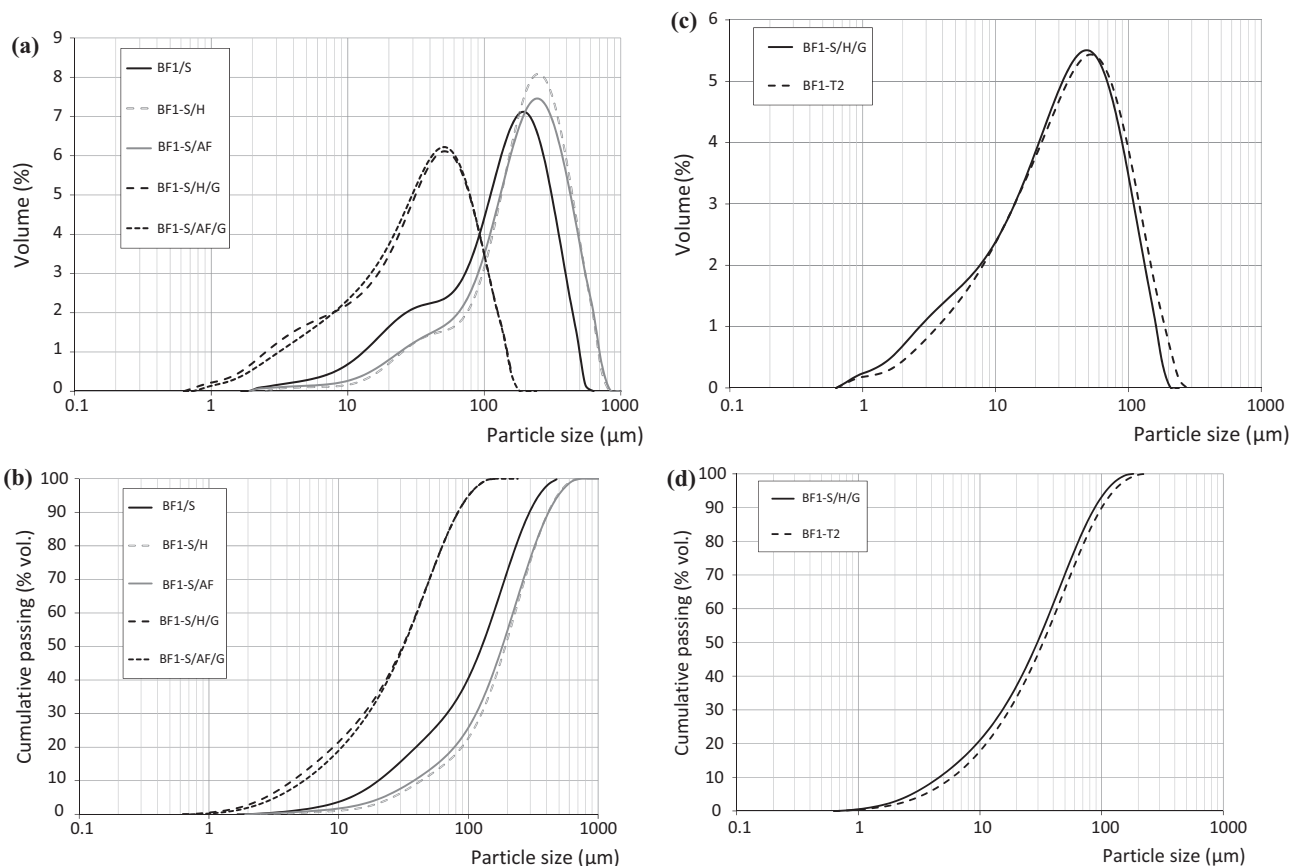 (a)
9
8
7
6
5
4
3
2
1
0
Volume (%)
BF1/S
BF1-S/H
BF1-S/AF
BF1-S/H/G
BF1-S/AF/G
0.1 1 10 100 1000
Particle size (µm)
(c)
6
5
4
3
2
1
0
Volume (%)
BF1-S/H/G
BF1-T2
0.1 1 10 100 1000
Particle size (µm)
(b)
100
90
80
70
60
50
40
30
20
10
0
Cumulative passing (% vol.)
BF1/S
BF1-S/H
BF1-S/AF
BF1-S/H/G
BF1-S/AF/G
0.1 1 10 100 1000
Particle size (µm)
(d)
100
90
80
70
60
50
40
30
20
10
0
Cumulative passing (% vol.)
BF1-S/H/G
BF1-T2
0.1 1 10 100 1000
Particle size (µm)